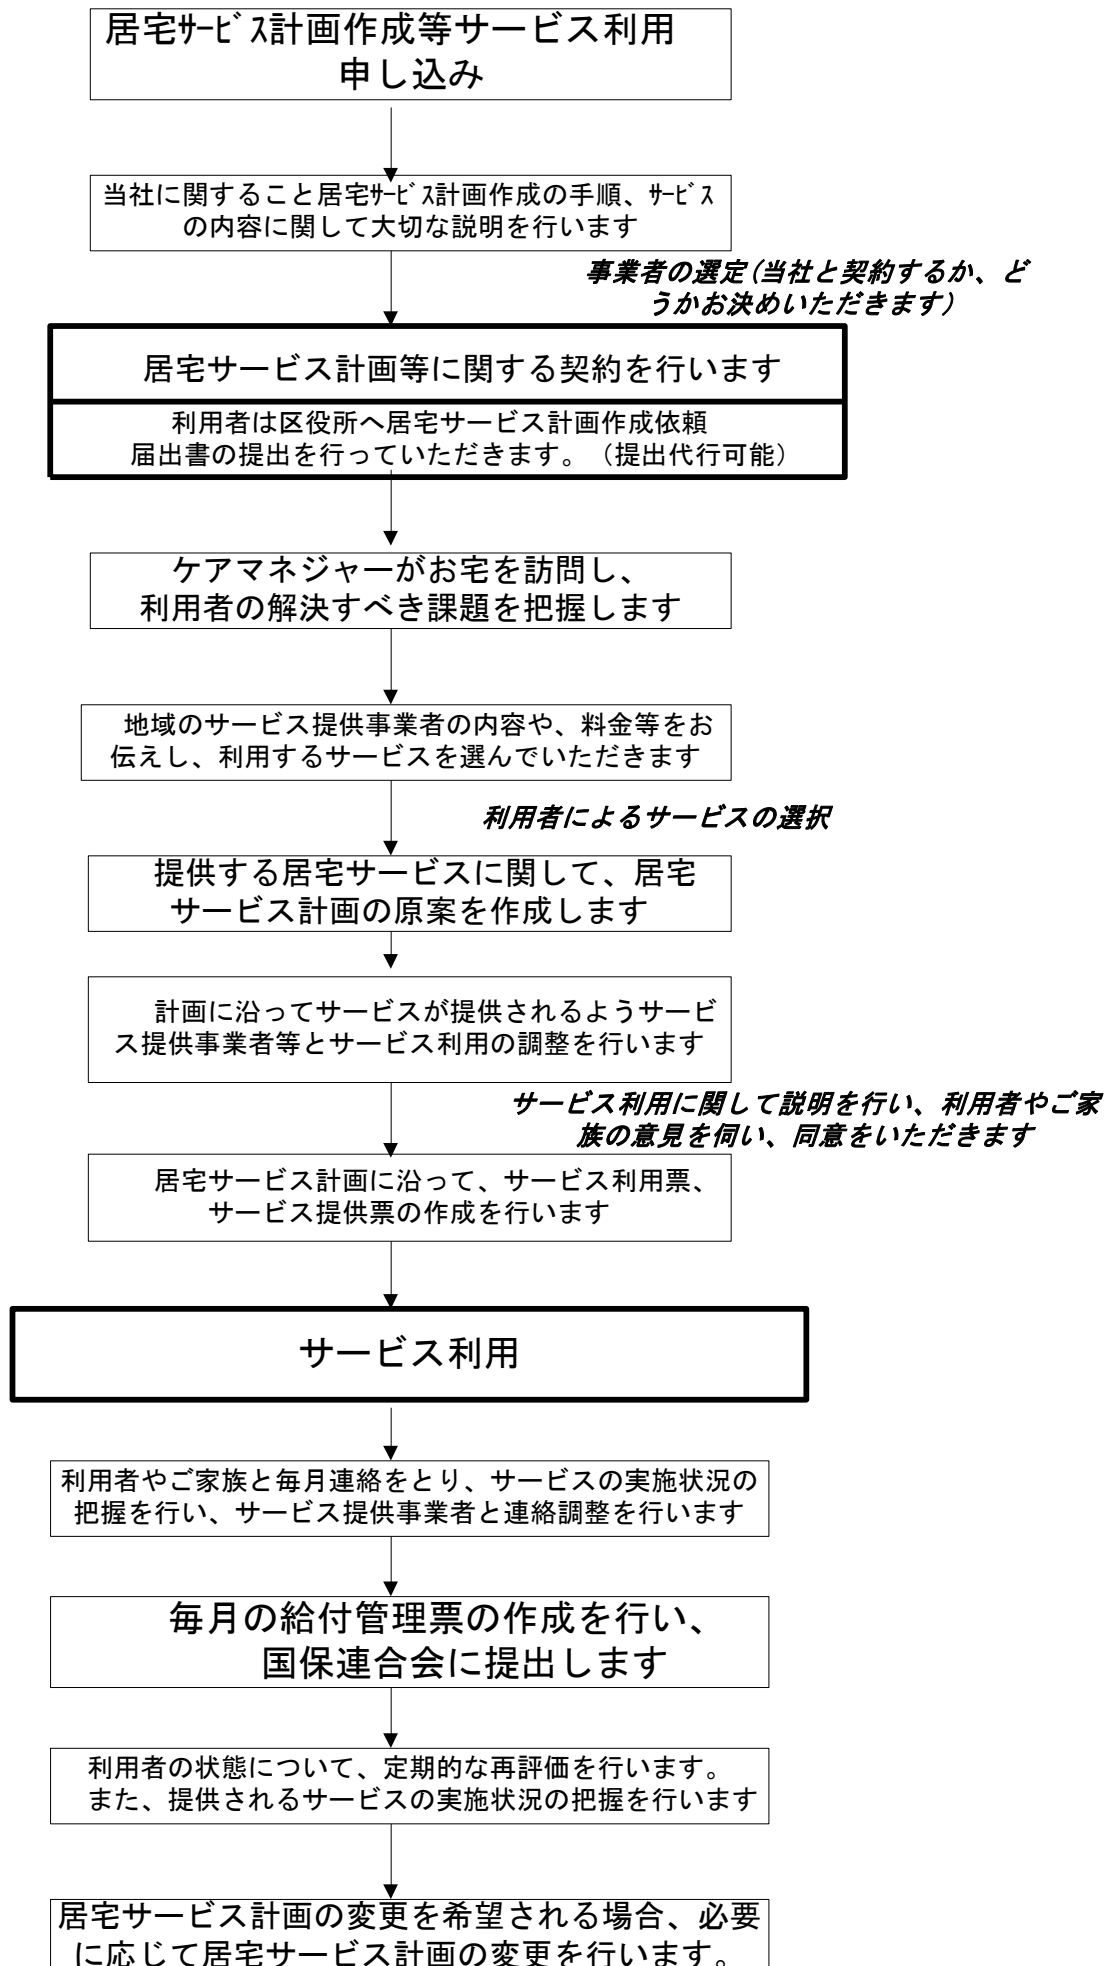 居宅ｻｰﾋﾞｽ計画作成等サービス利用
申し込み
当社に関すること居宅ｻｰﾋﾞｽ計画作成の手順、ｻｰﾋﾞｽ
の内容に関して大切な説明を行います
事業者の選定(当社と契約するか、ど
うかお決めいただきます)
居宅サービス計画等に関する契約を行います
利用者は区役所へ居宅サービス計画作成依頼
届出書の提出を行っていただきます。（提出代行可能）
ケアマネジャーがお宅を訪問し、
利用者の解決すべき課題を把握します
地域のサービス提供事業者の内容や、料金等をお
伝えし、利用するサービスを選んでいただきます
利用者によるサービスの選択
提供する居宅サービスに関して、居宅
サービス計画の原案を作成します
計画に沿ってサービスが提供されるようサービ
ス提供事業者等とサービス利用の調整を行います
サービス利用に関して説明を行い、利用者やご家
族の意見を伺い、同意をいただきます
居宅サービス計画に沿って、サービス利用票、
サービス提供票の作成を行います
サービス利用
利用者やご家族と毎月連絡をとり、サービスの実施状況の
把握を行い、サービス提供事業者と連絡調整を行います
毎月の給付管理票の作成を行い、
国保連合会に提出します
利用者の状態について、定期的な再評価を行います。
また、提供されるサービスの実施状況の把握を行います
居宅サービス計画の変更を希望される場合、必要
に応じて居宅サービス計画の変更を行います。